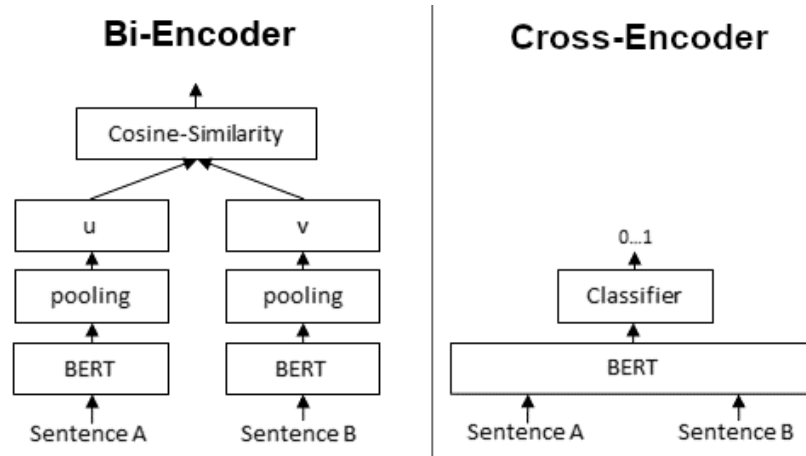 Bi-Encoder
Cosine-Similarity
u
v
pooling
pooling
BERT
BERT
Sentence A
Sentence B
Cross-Encoder
0...1
Classifier
BERT
Sentence A
Sentence B